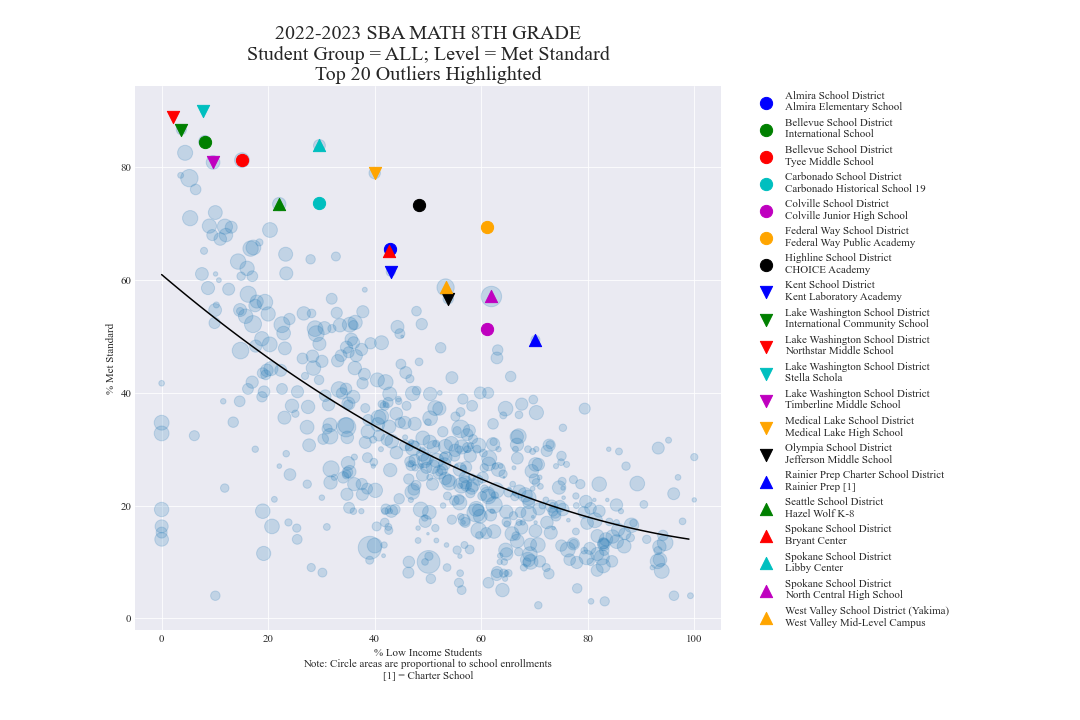 2022-2023 SBA MATH 8TH GRADE
Student Group = ALL; Level = Met Standard
Top 20 Outliers Highlighted
% Met Standard
80
60
40
20
0
0 20 40 60 80 100
% Low Income Students
Note: Circle areas are proportional to school enrollments
[1] = Charter School
Almira School District
Almira Elementary School
Bellevue School District
International School
Bellevue School District
Tyee Middle School
Carbonado School District
Carbonado Historical School 19
Colville School District
Colville Junior High School
Federal Way School District
Federal Way Public Academy
Highline School District
CHOICE Academy
Kent School District
Kent Laboratory Academy
Lake Washington School District
International Community School
Lake Washington School District
Northstar Middle School
Lake Washington School District
Stella Schola
Lake Washington School District
Timberline Middle School
Medical Lake School District
Medical Lake High School
Olympia School District
Jefferson Middle School
Rainier Prep Charter School District
Rainier Prep [1]
Seattle School District
Hazel Wolf K-8
Spokane School District
Bryant Center
Spokane School District
Libby Center
Spokane School District
North Central High School
West Valley School District (Yakima)
West Valley Mid-Level Campus